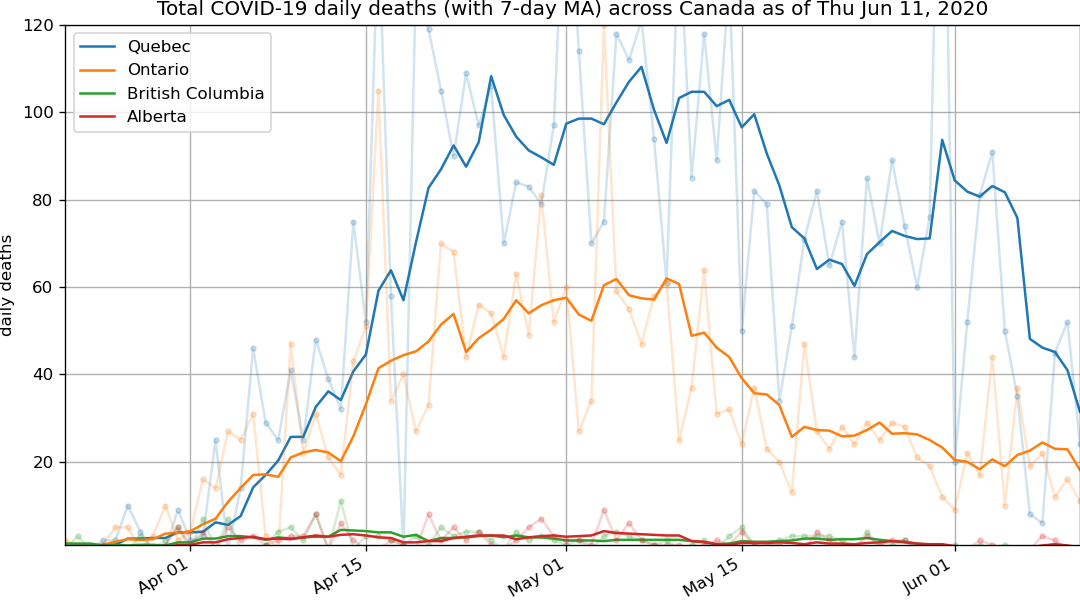 Total COVID-19 daily deaths (with 7-day MA) across Canada as of Thu Jun 11, 2020
120
100
80
60
40
20
daily deaths
Quebec
Ontario
British Columbia
Alberta
Apr 01
Apr 15
May 01
May 15
Jun 01